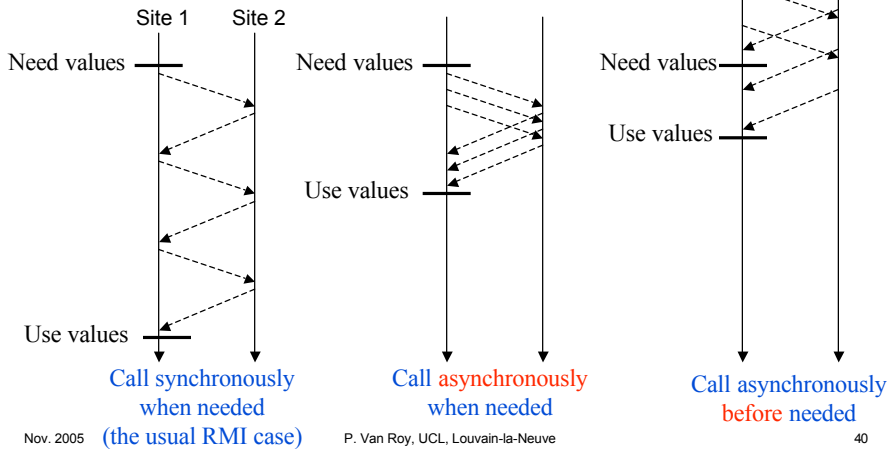 Site 1 Site 2
Need values
Use values
Call synchronously
when needed
(the usual RMI case)
Need values
Use values
Call asynchronously
when needed
Need values
Use values
Call asynchronously
before needed
Nov. 2005
P. Van Roy, UCL, Louvain-la-Neuve
40